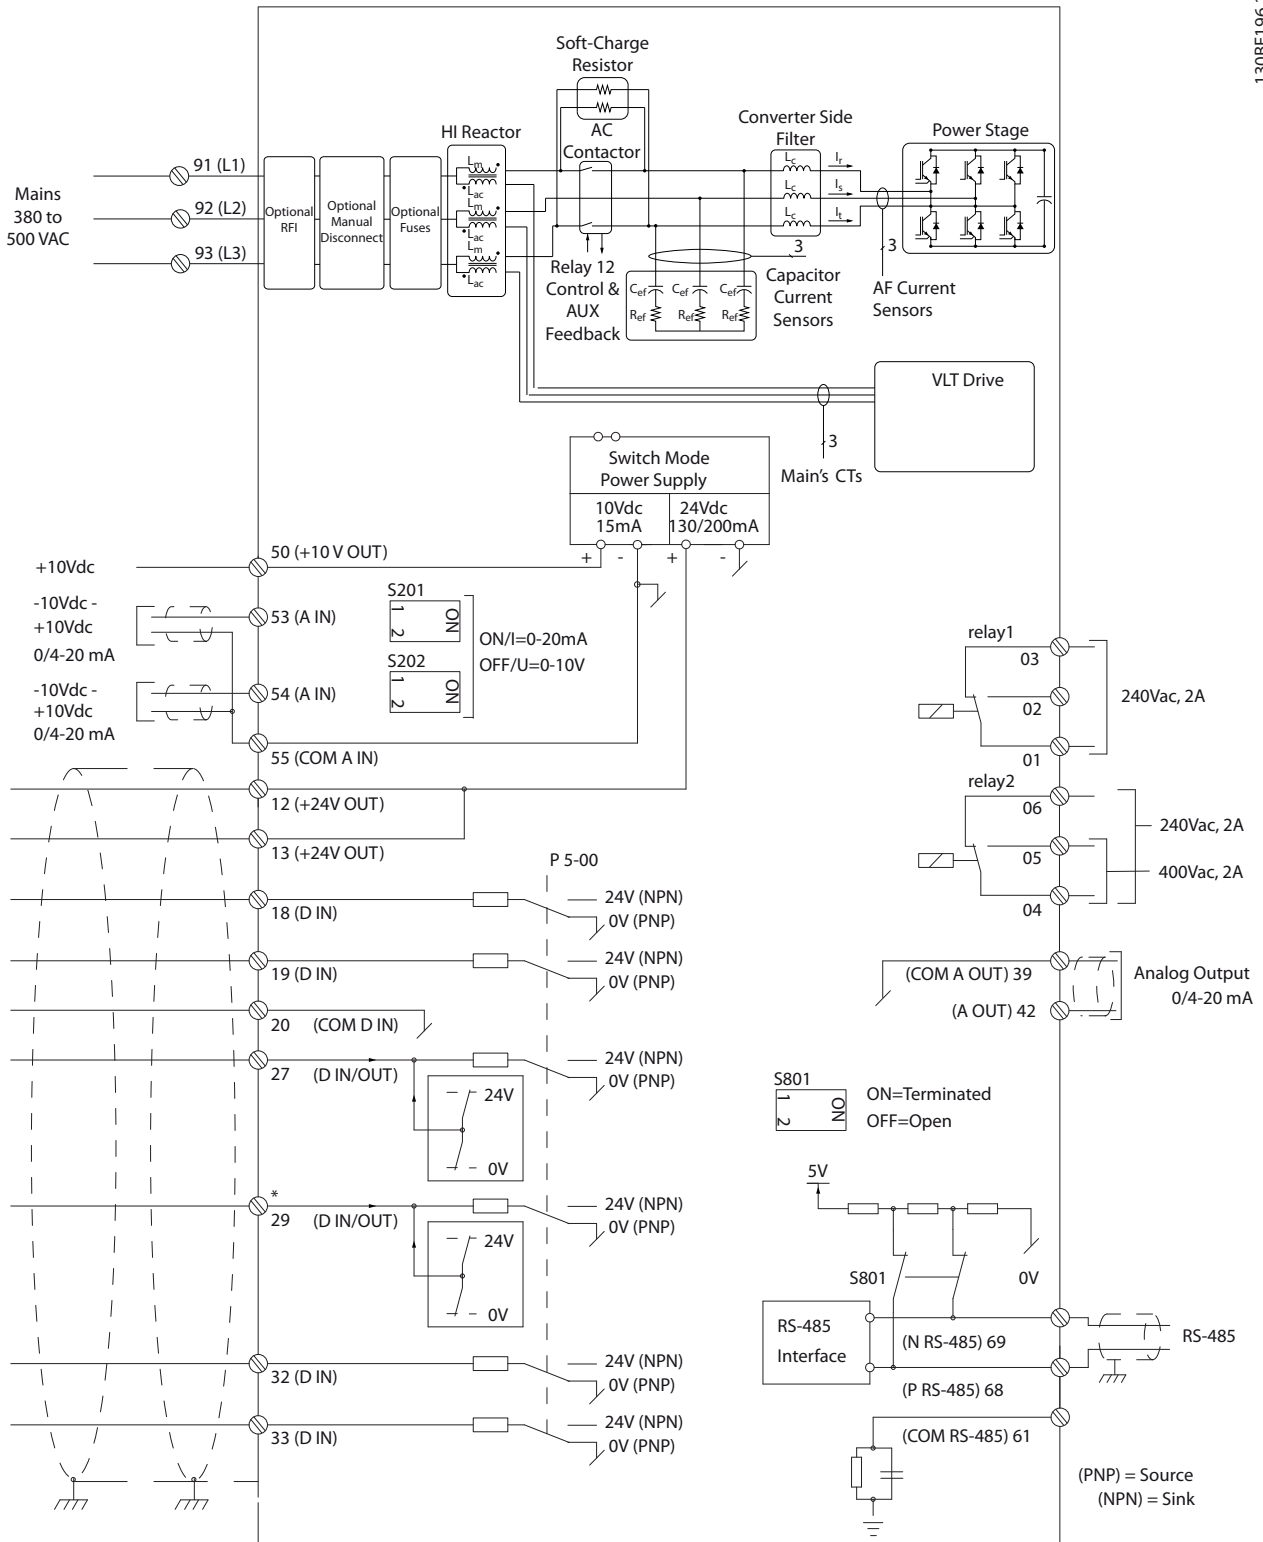 130BE196.
Soft-Charge
Resistor
AC
Contactor
HI Reactor
Converter Side
Filter
Power Stage
Mains
380 to
500 VAC
91 (L1)
92 (L2)
93 (L3)
Optional
RFI
Optional
Manual
Disconnect
Optional
Fuses
Lm
Lac
Lm
Lac
Lm
Lac
Lc
Lc
Lc
Ir
Is
It
Relay 12
Control &
AUX
Feedback
Cef
Cef
Cef
Ref
Ref
Ref
3
Capacitor
Current
Sensors
3
AF Current
Sensors
VLT Drive
3
Main's CTs
Switch Mode
Power Supply
10Vdc
15mA
24Vdc
130/200mA
+
-
+
-
+10Vdc
50 (+10 V OUT)
-10Vdc -
+10Vdc
0/4-20 mA
53 (A IN)
-10Vdc -
+10Vdc
0/4-20 mA
54 (A IN)
55 (COM A IN)
S201
1
2
ON
S202
1
2
ON
ON/I=0-20mA
OFF/U=0-10V
12 (+24V OUT)
13 (+24V OUT)
P 5-00
18 (D IN)
24V (NPN)
0V (PNP)
19 (D IN)
24V (NPN)
0V (PNP)
20 (COM D IN)
27 (D IN/OUT)
24V (NPN)
0V (PNP)
24V
0V
*
29 (D IN/OUT)
24V (NPN)
0V (PNP)
24V
0V
32 (D IN)
24V (NPN)
0V (PNP)
33 (D IN)
24V (NPN)
0V (PNP)
relay1
03
02
01
240Vac, 2A
relay2
06
05
04
240Vac, 2A
400Vac, 2A
(COM A OUT) 39
(A OUT) 42
Analog Output
0/4-20 mA
S801
1
2
ON
ON=Terminated
OFF=Open
5V
S801
0V
RS-485
Interface
(N RS-485) 69
(P RS-485) 68
(COM RS-485) 61
RS-485
(PNP) = Source
(NPN) = Sink